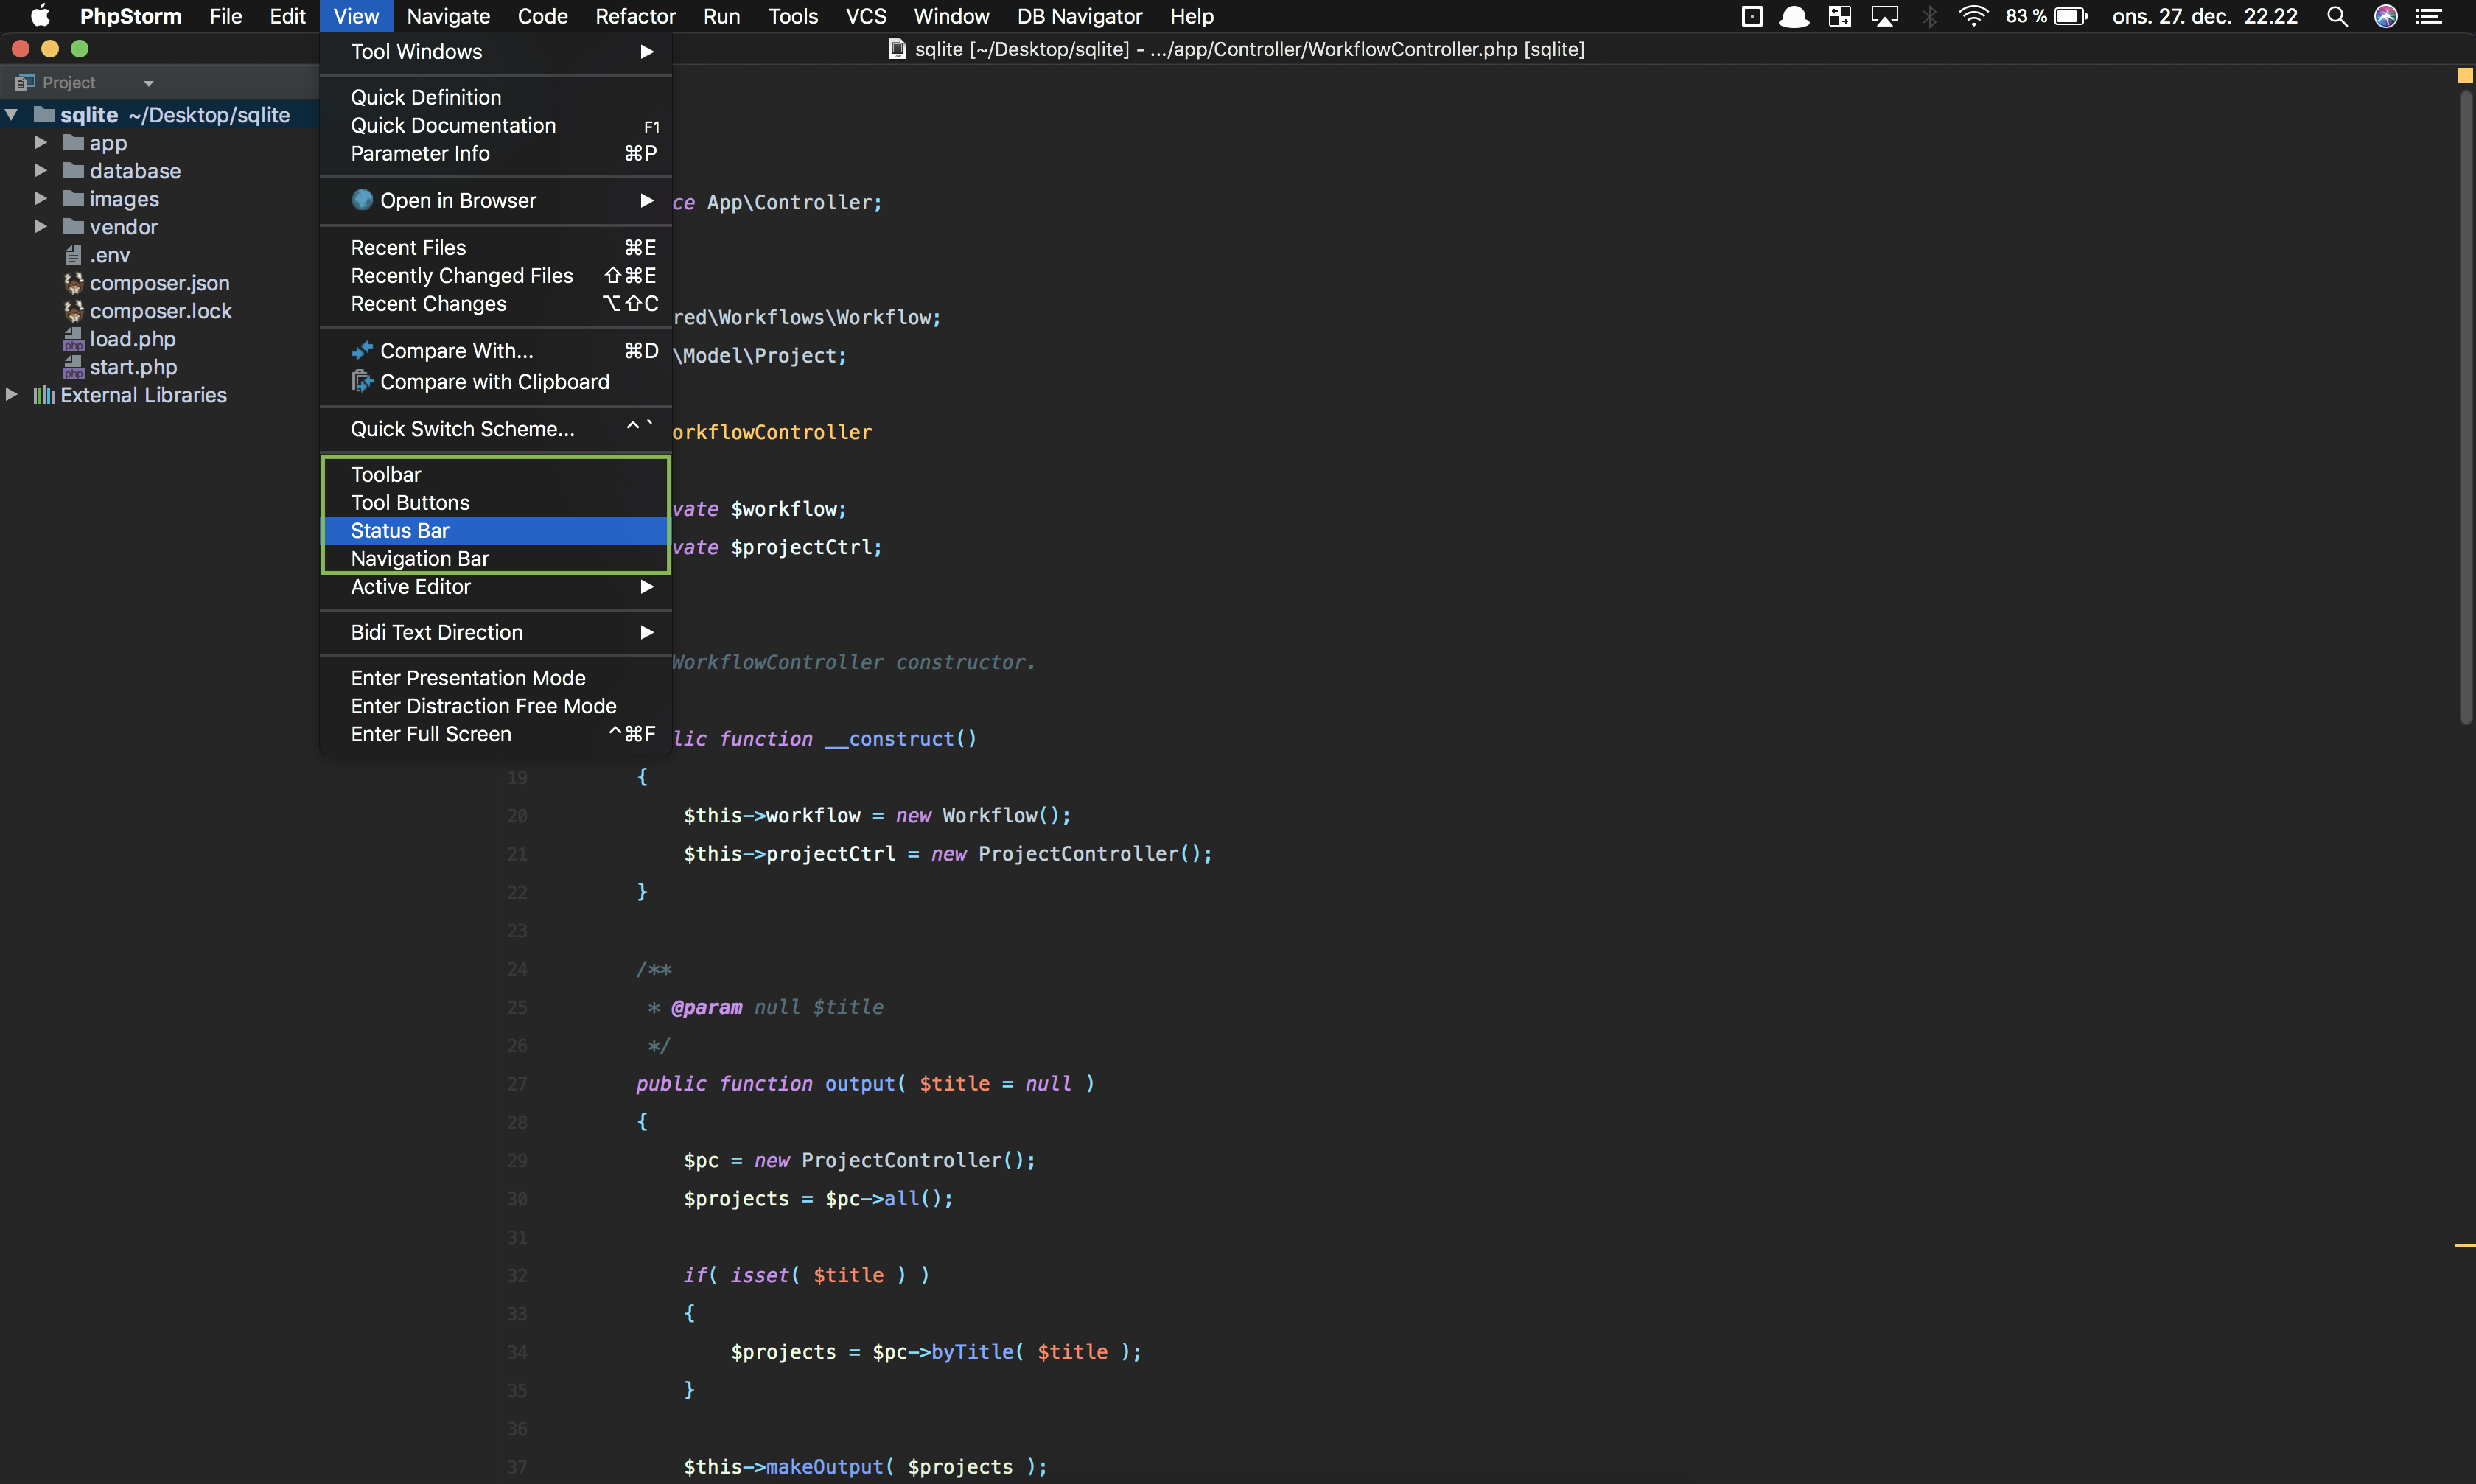 PhpStorm File Edit View Navigate Code Refactor Run Tools VCS Window DB Navigator Help 83 % ons. 27. dec. 22.22
sqlite [~/Desktop/sqlite] - .../app/Controller/WorkflowController.php [sqlite]
Project
sqlite ~/Desktop/sqlite
app
database
images
vendor
.env
composer.json
composer.lock
load.php
start.php
External Libraries
Tool Windows
Quick Definition
Quick Documentation F1
Parameter Info ⌘P
Open in Browser
Recent Files ⌘E
Recently Changed Files ⇧⌘E
Recent Changes ⌥⇧C
Compare With... ⌘D
Compare with Clipboard
Quick Switch Scheme... ^ `
Toolbar
Tool Buttons
Status Bar
Navigation Bar
Active Editor
Bidi Text Direction
Enter Presentation Mode
Enter Distraction Free Mode
Enter Full Screen ^⌘F
ce App\Controller;
red\Workflows\Workflow;
\Model\Project;
orkflowController
vate $workflow;
vate $projectCtrl;
WorkflowController constructor.
lic function __construct()
19 {
20 $this->workflow = new Workflow();
21 $this->projectCtrl = new ProjectController();
22 }
23
24 /**
25 * @param null $title
26 */
27 public function output( $title = null )
28 {
29 $pc = new ProjectController();
30 $projects = $pc->all();
31
32 if( isset( $title ) )
33 {
34 $projects = $pc->byTitle( $title );
35 }
36
37 $this->makeOutput( $projects );